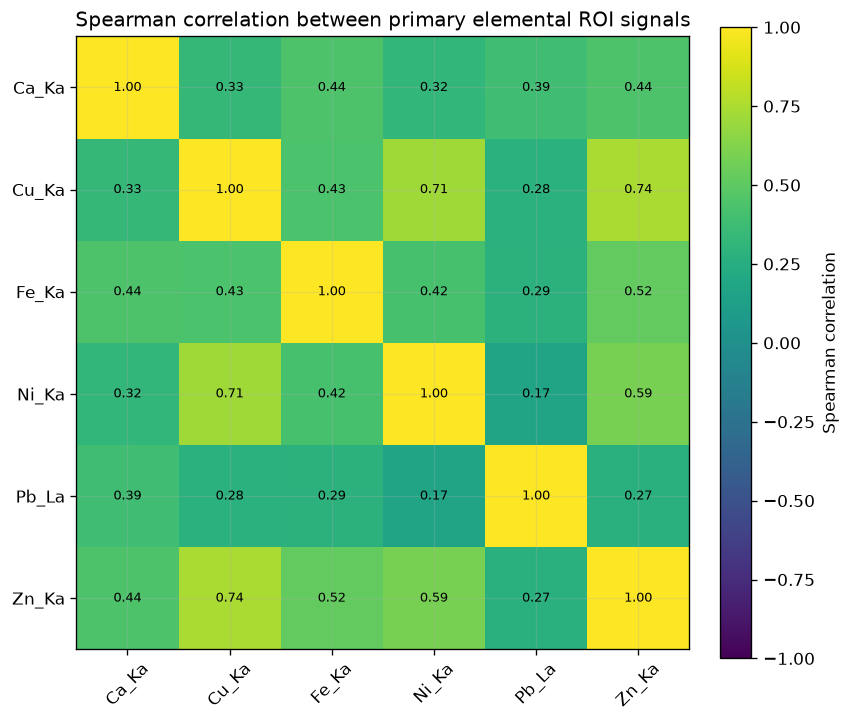 Spearman correlation between primary elemental ROI signals
Ca_Ka 1.00 0.33 0.44 0.32 0.39 0.44
Cu_Ka 0.33 1.00 0.43 0.71 0.28 0.74
Fe_Ka 0.44 0.43 1.00 0.42 0.29 0.52
Ni_Ka 0.32 0.71 0.42 1.00 0.17 0.59
Pb_La 0.39 0.28 0.29 0.17 1.00 0.27
Zn_Ka 0.44 0.74 0.52 0.59 0.27 1.00
Ca_Ka Cu_Ka Fe_Ka Ni_Ka Pb_La Zn_Ka
1.00
0.75
0.50
0.25
0.00
−0.25
−0.50
−0.75
−1.00
Spearman correlation